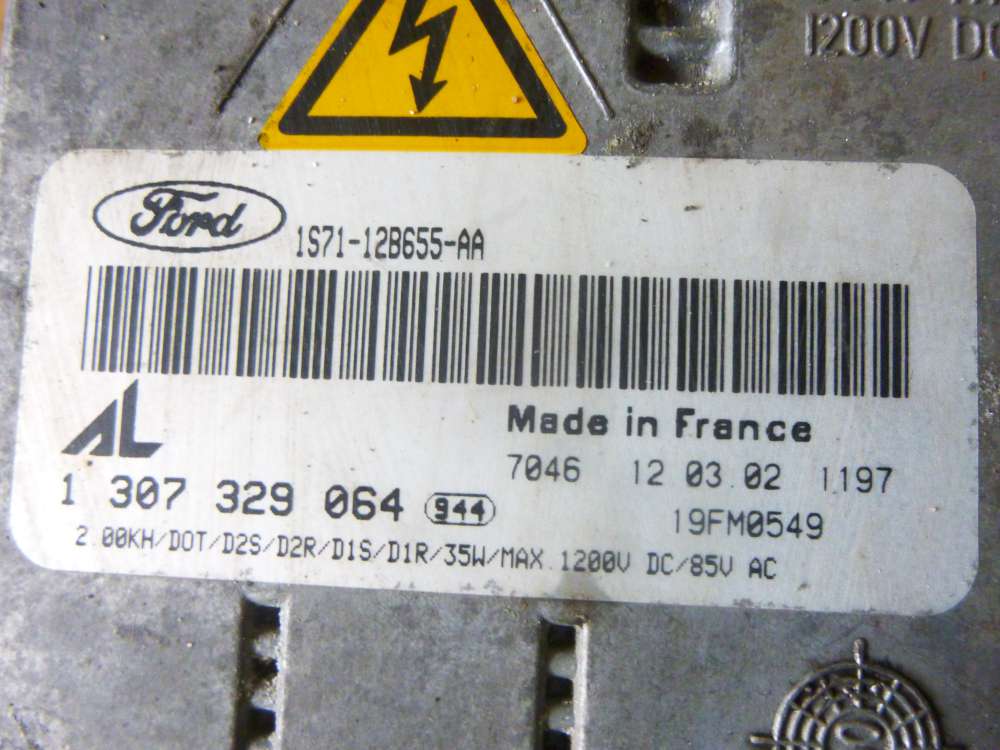 1200V DC
Ford
1S71-12B655-AA
AL
Made in France
7046 12 03.02 1197
1 307 329 064 944
19FM0549
2.00KH/DOT/D2S/D2R/D1S/D1R/35W/MAX.1200V DC/85V AC